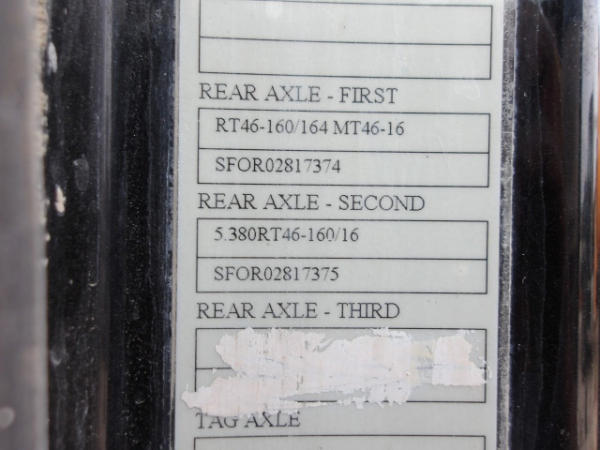 REAR AXLE - FIRST
RT46-160/164 MT46-16
SFOR02817374
REAR AXLE - SECOND
5.380RT46-160/16
SFOR02817375
REAR AXLE - THIRD
TAG AXLE